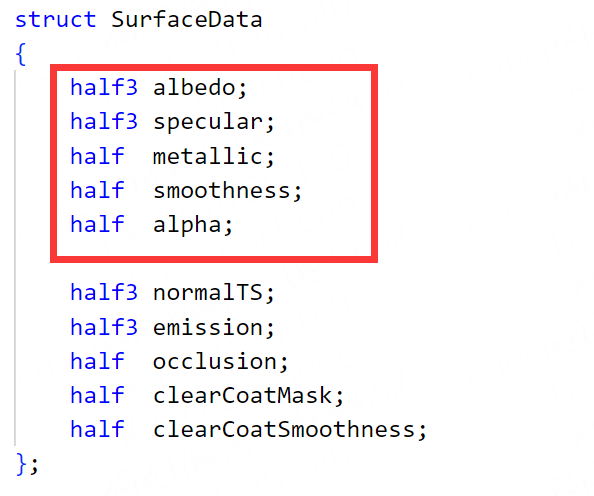 struct SurfaceData
{
half3 albedo;
half3 specular;
half  metallic;
half  smoothness;
half  alpha;
half3 normalTS;
half3 emission;
half  occlusion;
half  clearCoatMask;
half  clearCoatSmoothness;
};